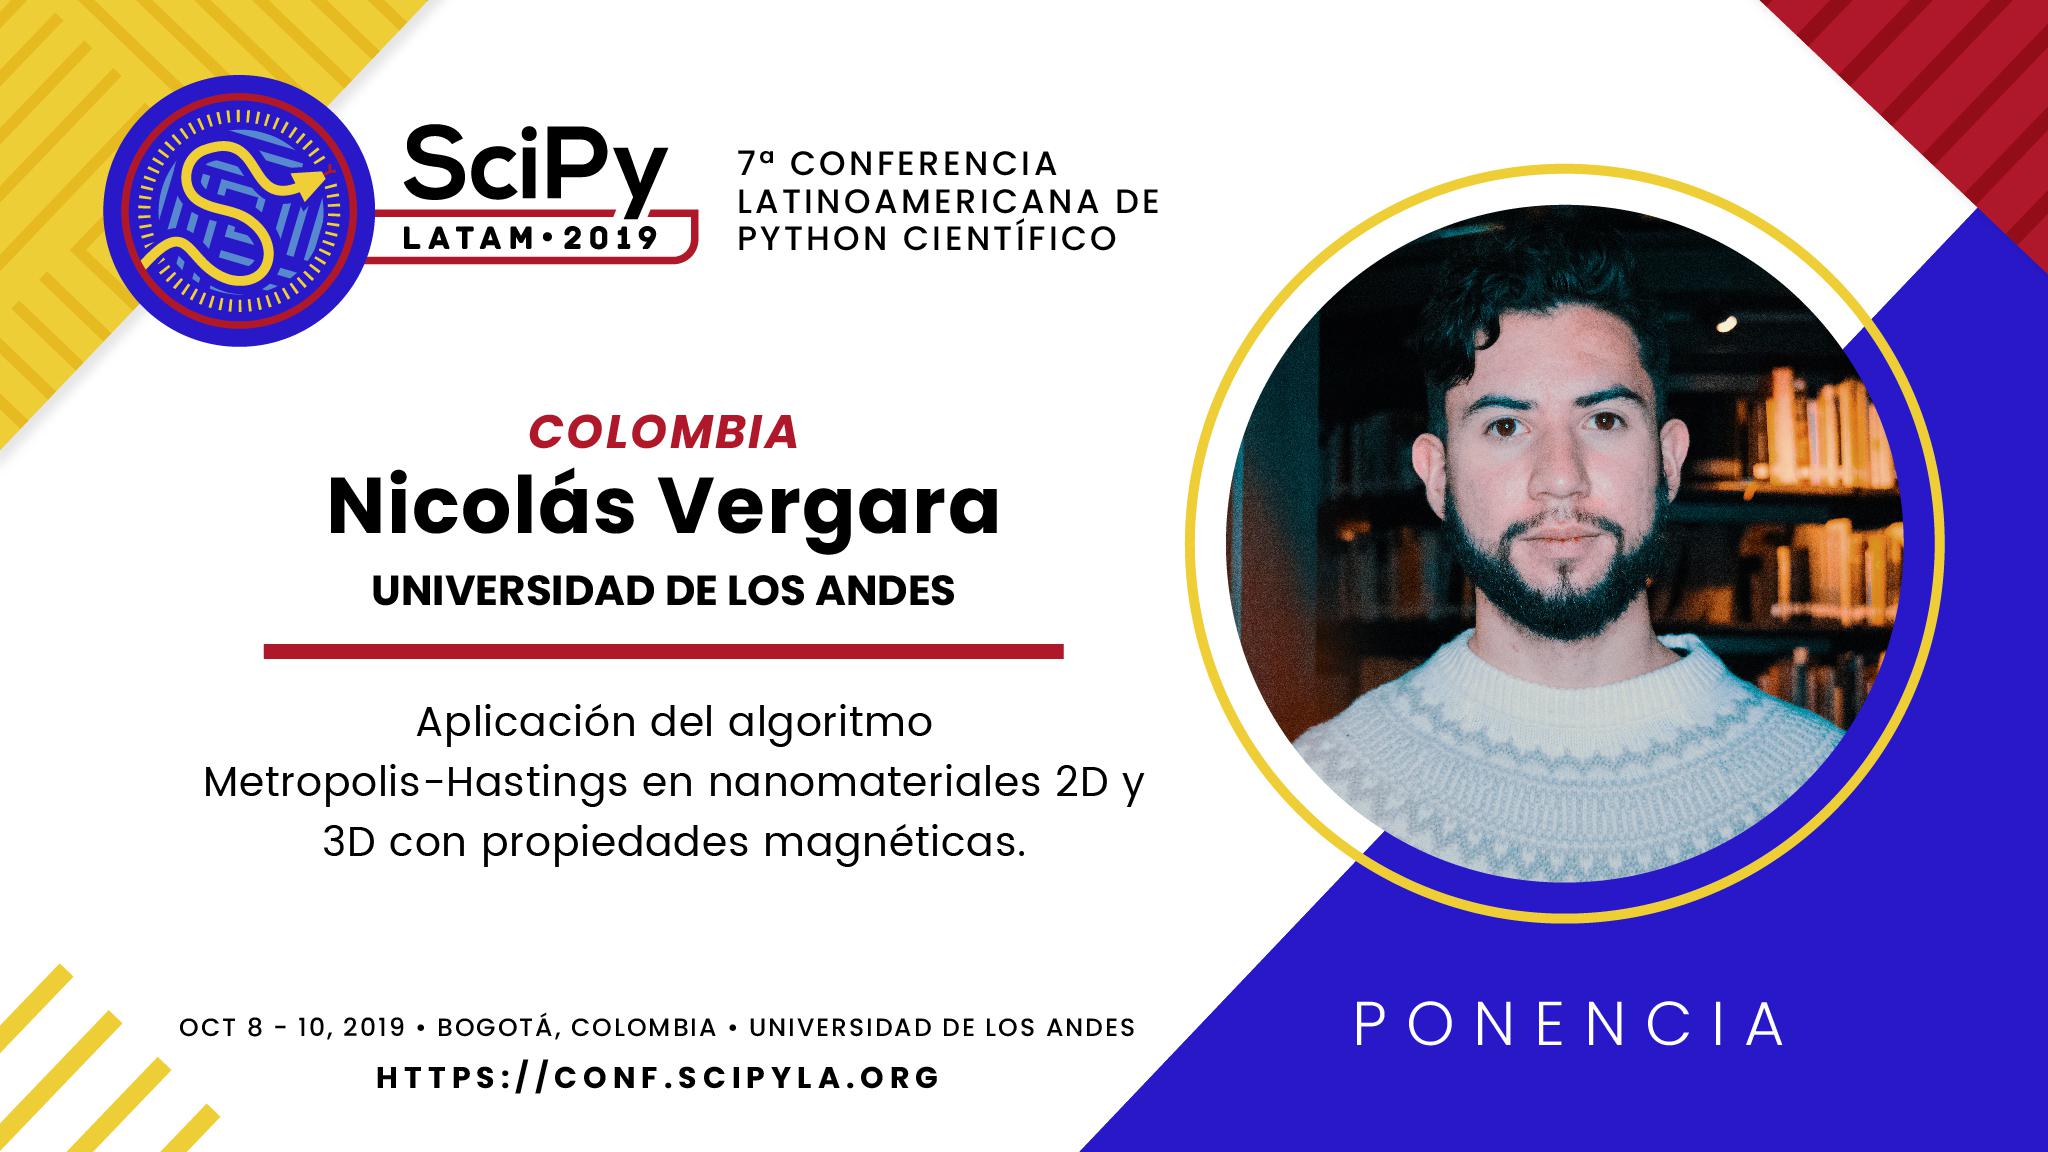 SciPy
LATAM•2019
7ª CONFERENCIA
LATINOAMERICANA DE
PYTHON CIENTÍFICO
COLOMBIA
Nicolás Vergara
UNIVERSIDAD DE LOS ANDES
Aplicación del algoritmo
Metropolis-Hastings en nanomateriales 2D y
3D con propiedades magnéticas.
OCT 8 - 10, 2019 • BOGOTÁ, COLOMBIA • UNIVERSIDAD DE LOS ANDES
HTTPS://CONF.SCIPYLA.ORG
PONENCIA